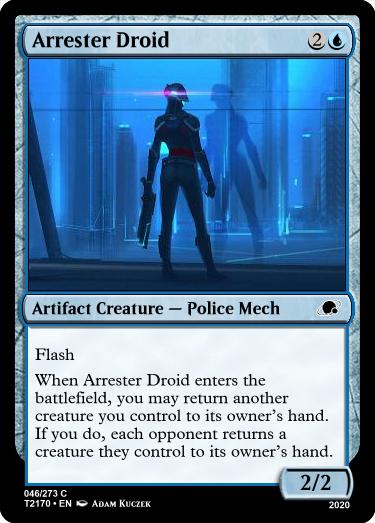 Arrester Droid 2
Artifact Creature — Police Mech
Flash
When Arrester Droid enters the
battlefield, you may return another
creature you control to its owner's hand.
If you do, each opponent returns a
creature they control to its owner's hand.
2/2
046/273 C
T2170 • EN Adam Kuczek
2020